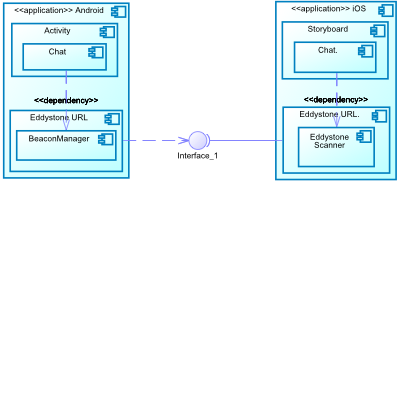 <<application>> Android
Activity
Chat
<<dependency>>
Eddystone URL
BeaconManager
Interface_1
<<application>> iOS
Storyboard
Chat.
<<dependency>>
Eddystone URL.
Eddystone
Scanner